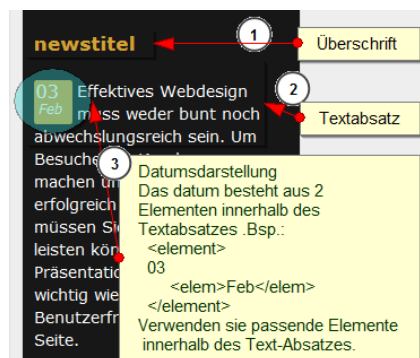 newstitel
1
Überschrift
03
Feb
Effektives Webdesign
muss weder bunt noch
abwechslungsreich sein. Um
2
Textabsatz
Besuche
machen u
erfolgreich
müssen Si
leisten kön
Präsentatio
wichtig wie
Benutzerfr
Seite.
3
Datumsdarstellung
Das datum besteht aus 2
Elementen innerhalb des
Textabsatzes .Bsp.:
<element>
03
<elem>Feb</elem>
</element>
Verwenden sie passende Elemente
innerhalb des Text-Absatzes.